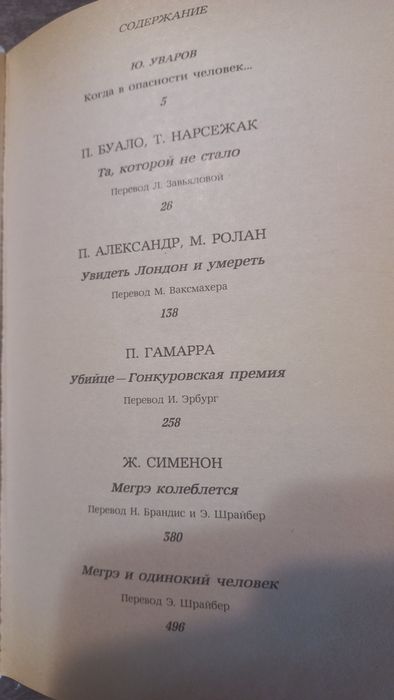 СОДЕРЖАНИЕ
Ю. УВАРОВ
Когда в опасности человек...
5
П. БУАЛО, Т. НАРСЕЖАК
Та, которой не стало
Перевод Л. Завьяловой
26
П. АЛЕКСАНДР, М. РОЛАН
Увидеть Лондон и умереть
Перевод М. Ваксмахера
138
П. ГАМАРРА
Убийце — Гонкуровская премия
Перевод И. Эрбург
258
Ж. СИМЕНОН
Мегрэ колеблется
Перевод Н. Брандис и Э. Шрайбер
380
Мегрэ и одинокий человек
Перевод Э. Шрайбер
496